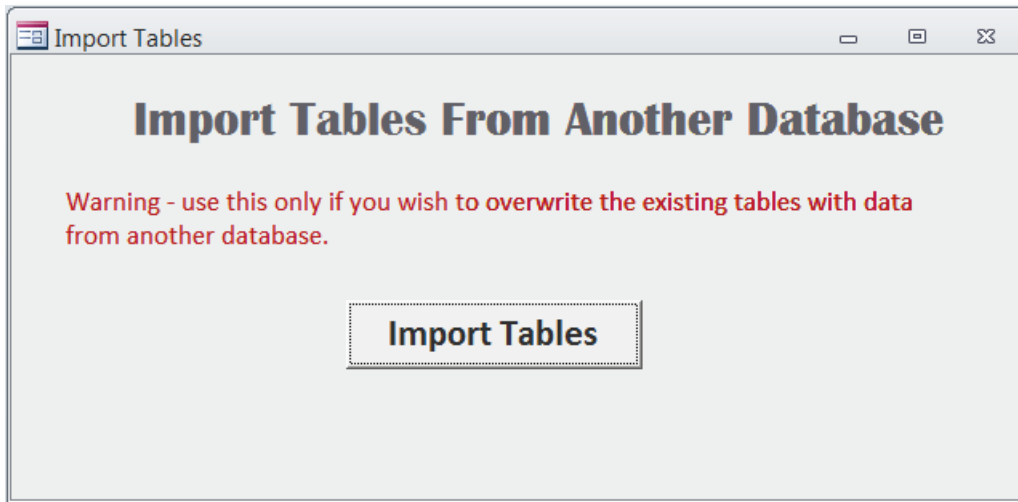 Import Tables
Import Tables From Another Database
Warning - use this only if you wish to overwrite the existing tables with data
from another database.
Import Tables